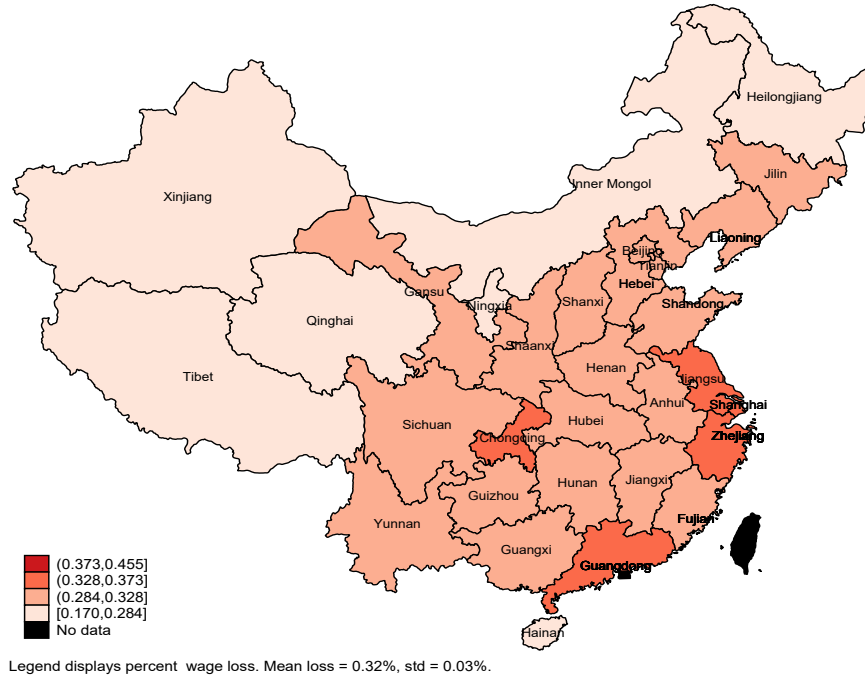 Heilongjiang
Jilin
Inner Mongol
Xinjiang
Liaoning
Beijing
Tianjin
Hebei
Gansu
Ningxia
Shanxi
Shandong
Qinghai
Shaanxi
Henan
Tibet
Jiangsu
Anhui
Shanghai
Sichuan
Chongqing
Hubei
Zhejiang
Guizhou
Hunan
Jiangxi
Yunnan
Fujian
Guangxi
Guangdong
Hainan
(0.373,0.455]
(0.328,0.373]
(0.284,0.328]
[0.170,0.284]
No data
Legend displays percent wage loss. Mean loss = 0.32%, std = 0.03%.